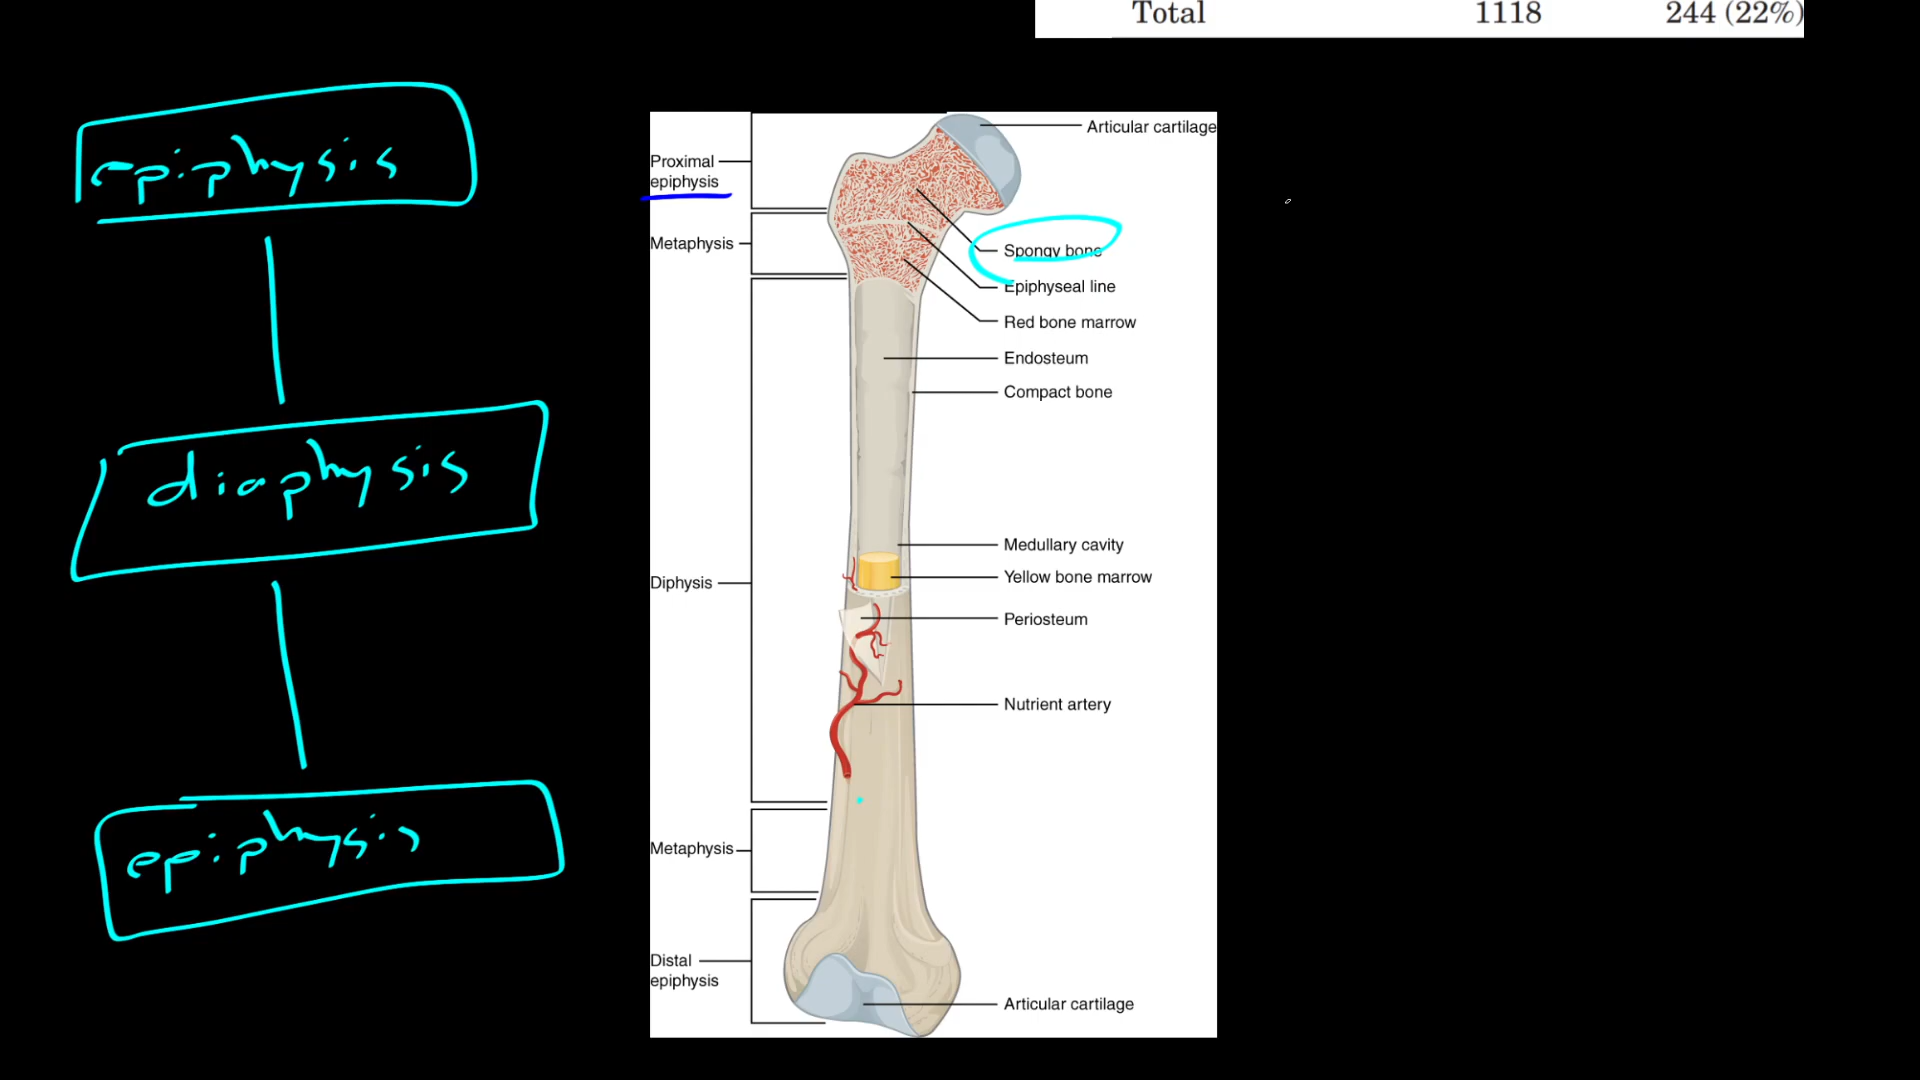 Total 1118 244 (22%)
epiphysis
diaphysis
epiphysis
Proximal
epiphysis
Metaphysis
Diphysis
Metaphysis
Distal
epiphysis
Articular cartilage
Spongy bone
Epiphyseal line
Red bone marrow
Endosteum
Compact bone
Medullary cavity
Yellow bone marrow
Periosteum
Nutrient artery
Articular cartilage